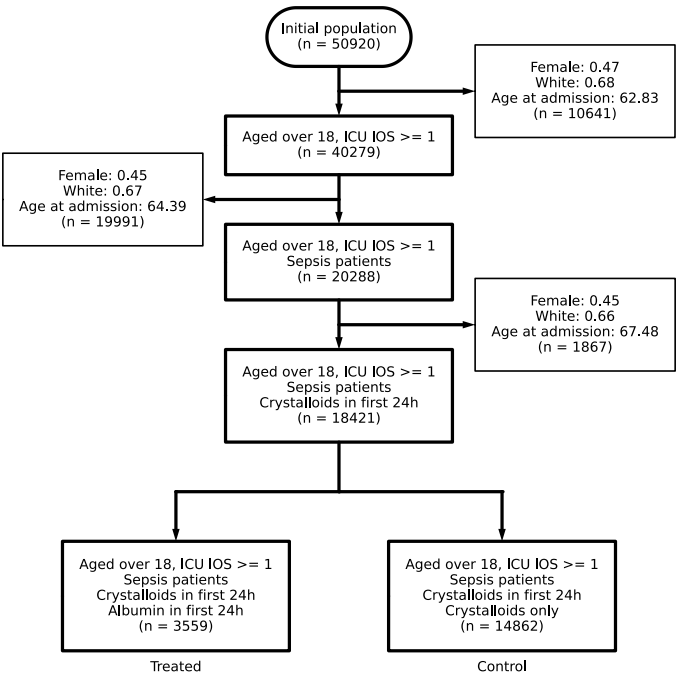 Initial population
(n = 50920)
Female: 0.47
White: 0.68
Age at admission: 62.83
(n = 10641)
Aged over 18, ICU IOS >= 1
(n = 40279)
Female: 0.45
White: 0.67
Age at admission: 64.39
(n = 19991)
Aged over 18, ICU IOS >= 1
Sepsis patients
(n = 20288)
Female: 0.45
White: 0.66
Age at admission: 67.48
(n = 1867)
Aged over 18, ICU IOS >= 1
Sepsis patients
Crystalloids in first 24h
(n = 18421)
Aged over 18, ICU IOS >= 1
Sepsis patients
Crystalloids in first 24h
Albumin in first 24h
(n = 3559)
Treated
Aged over 18, ICU IOS >= 1
Sepsis patients
Crystalloids in first 24h
Crystalloids only
(n = 14862)
Control